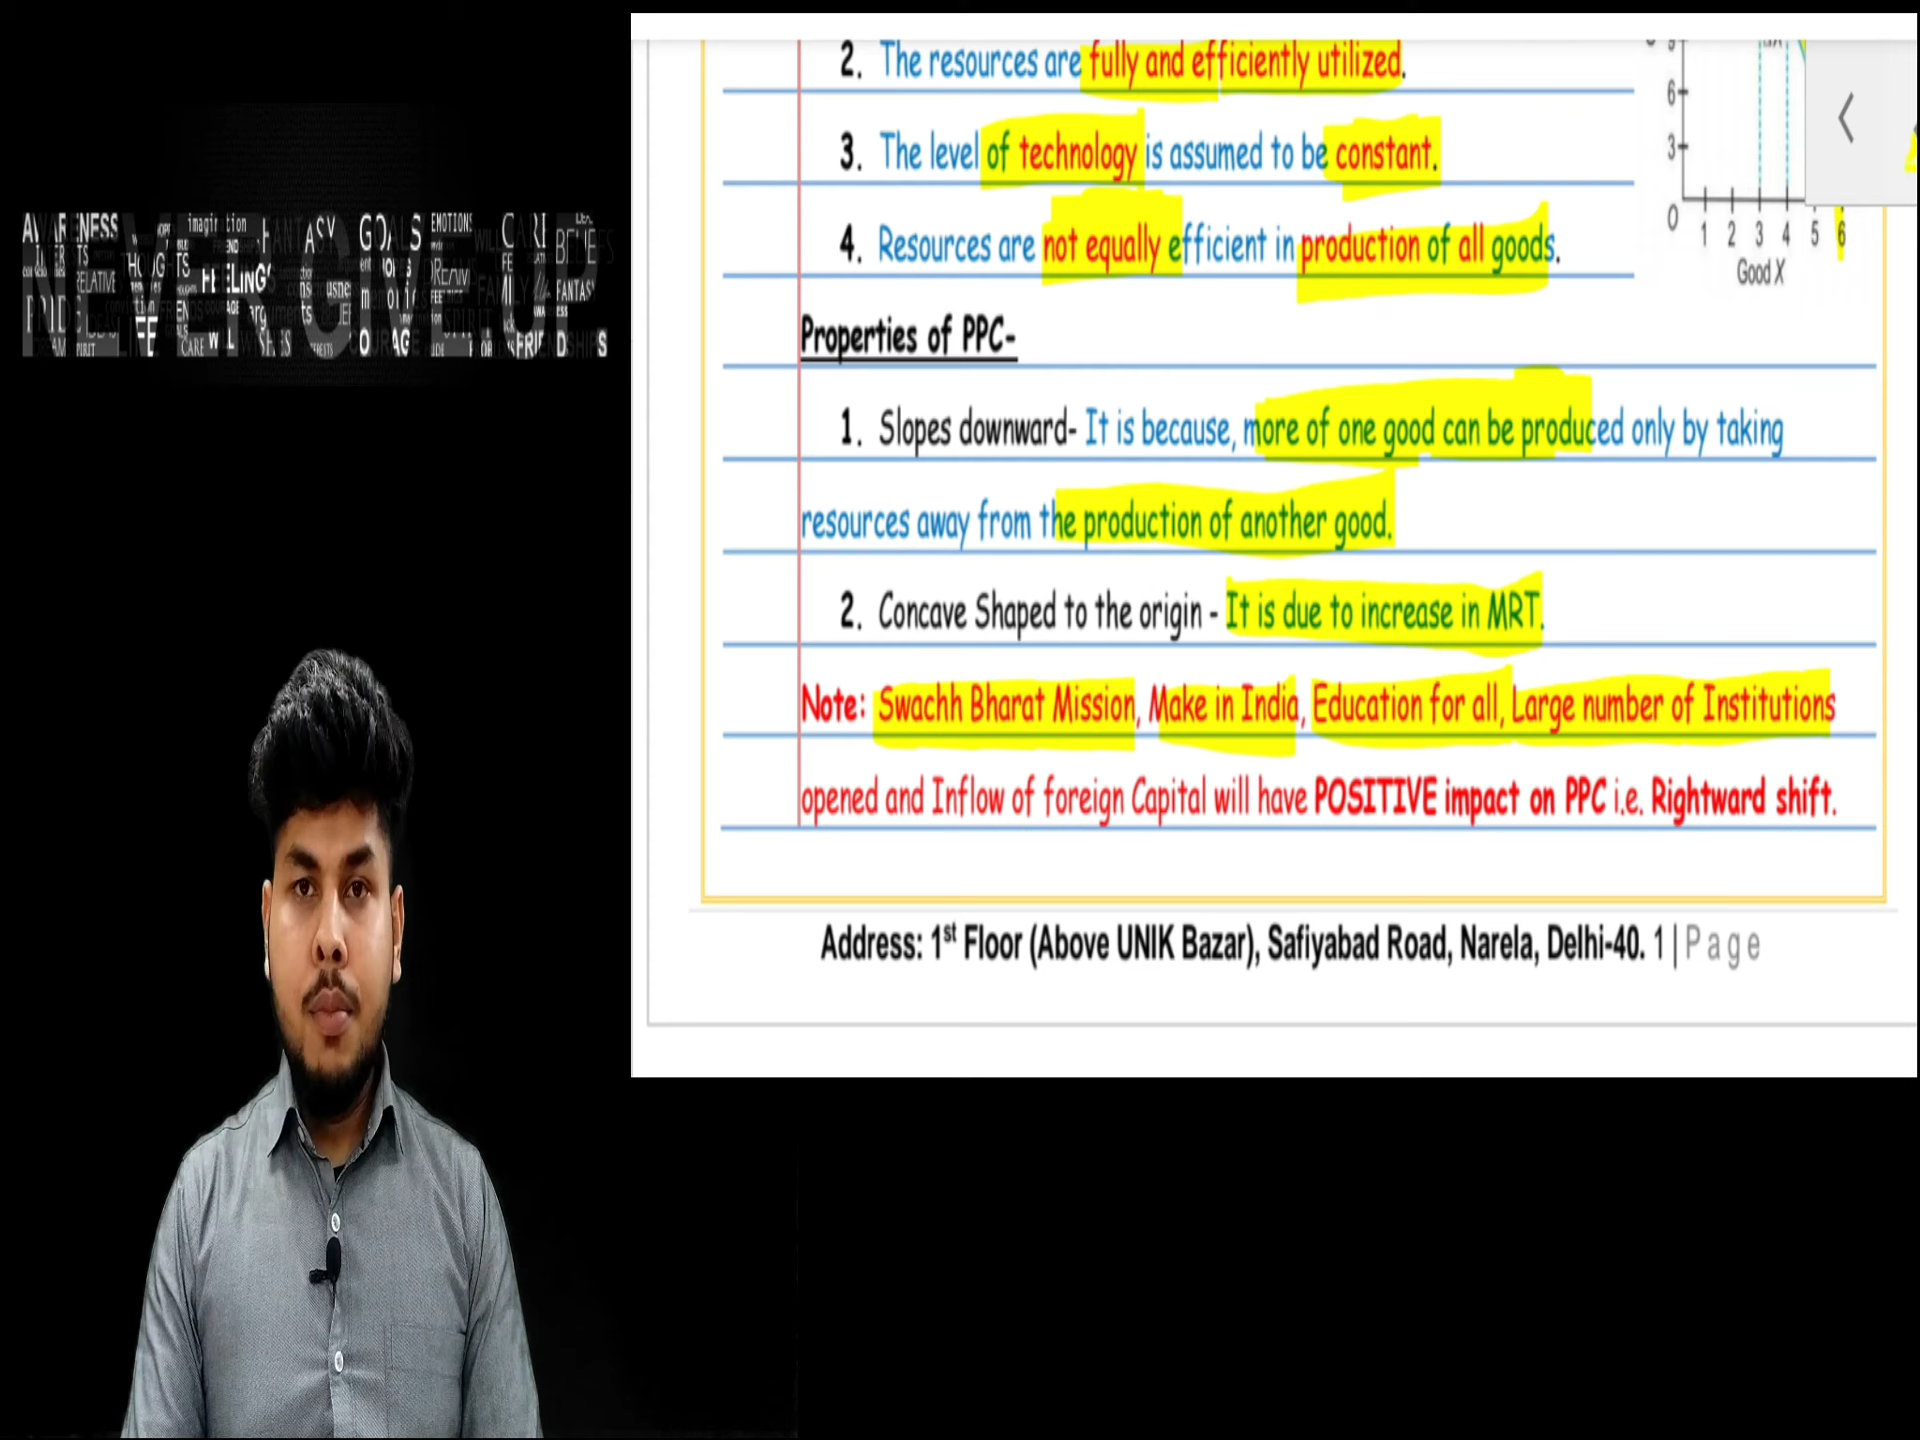 NEVER GIVE UP.
2. The resources are fully and efficiently utilized.
3. The level of technology is assumed to be constant.
4. Resources are not equally efficient in production of all goods.
9
6
3
0
1 2 3 4 5 6
Good X
Properties of PPC-
1. Slopes downward- It is because, more of one good can be produced only by taking
resources away from the production of another good.
2. Concave Shaped to the origin - It is due to increase in MRT.
Note: Swachh Bharat Mission, Make in India, Education for all, Large number of Institutions
opened and Inflow of foreign Capital will have POSITIVE impact on PPC i.e. Rightward shift.
Address: 1st Floor (Above UNIK Bazar), Safiyabad Road, Narela, Delhi-40. 1 | Page